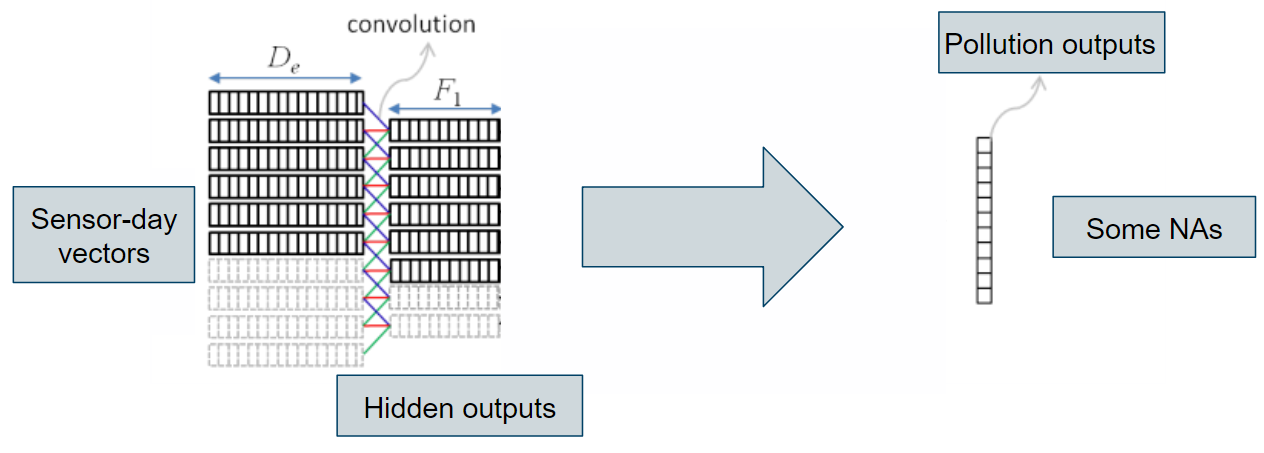 convolution
Pollution outputs
Dₑ
F₁
Sensor-day
vectors
Some NAs
Hidden outputs